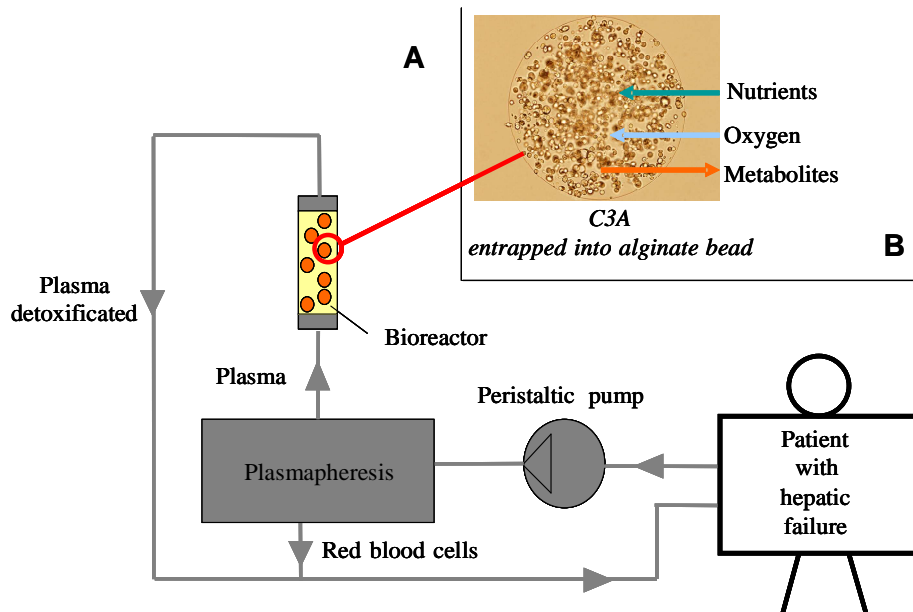 A
Nutrients
Oxygen
Metabolites
C3A
entrapped into alginate bead
B
Plasma
detoxificated
Bioreactor
Plasma
Peristaltic pump
Plasmapheresis
Patient
with
hepatic
failure
Red blood cells